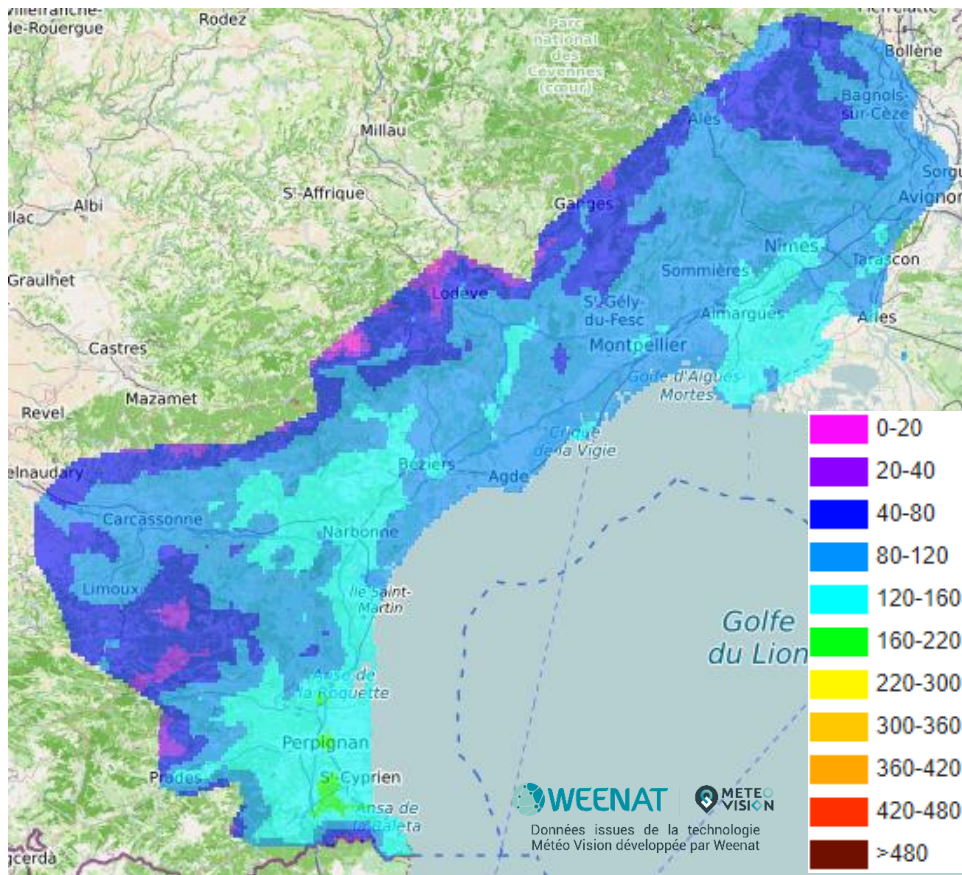 Rodez
de-Rouergue
Parc
national
des
Cévennes
(cœur)
Bollène
Bagnols-
sur-Cèze
Alès
Millau
Sᵗ-Affrique
Albi
Ganges
Avignon
Nîmes
Tarascon
Graulhet
Lodève
Sommières
Sᵗ-Gély-
du-Fesc
Aimargues
Arles
Castres
Montpellier
Golfe d'Aigues-
Mortes
Mazamet
Revel
Crique
de la Vigie
Béziers
Agde
Carcassonne
Narbonne
Limoux
Île Saint-
Martin
Golfe
du Lion
Anse de
la Roquette
Perpignan
Prades
Sᵗ-Cyprien
Ansa de
0-20
20-40
40-80
80-120
120-160
160-220
220-300
300-360
360-420
420-480
>480
WEENAT
METEO
VISION
Données issues de la technologie
Météo Vision développée par Weenat